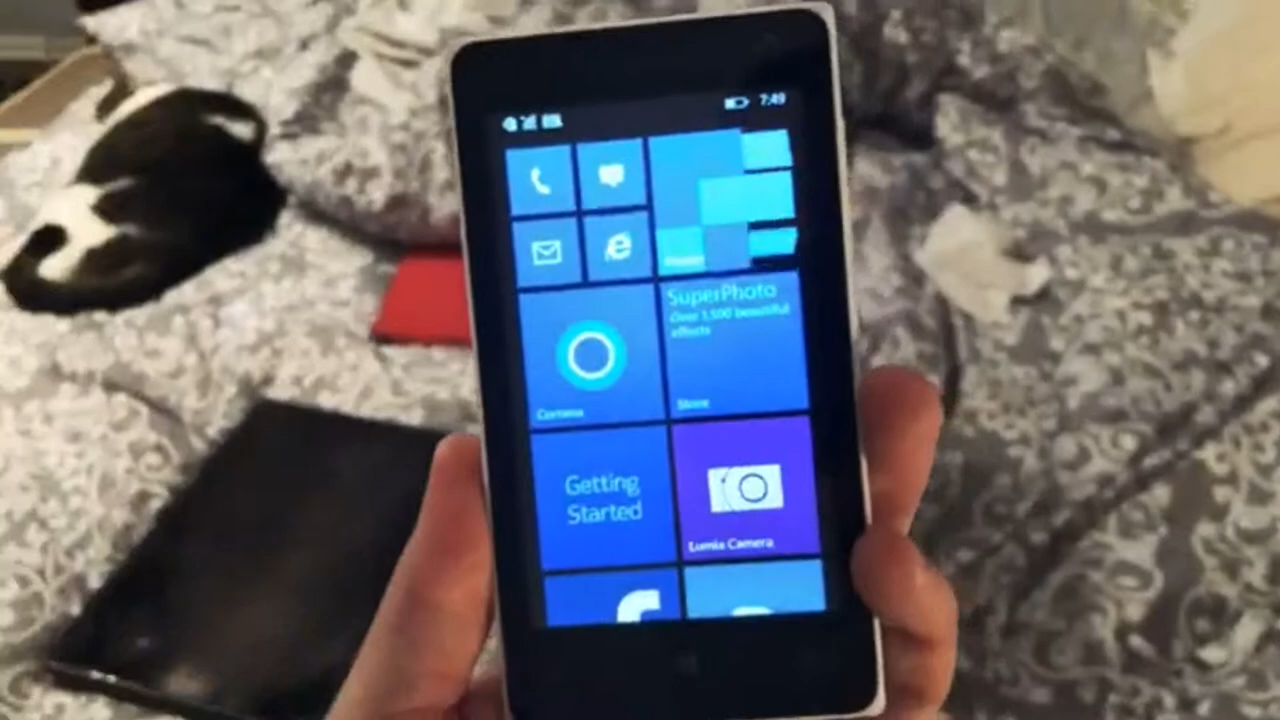 7:49
SuperPhoto
Over 1,500 beautiful
effects
Cortana
Store
Getting
Started
Lumia Camera